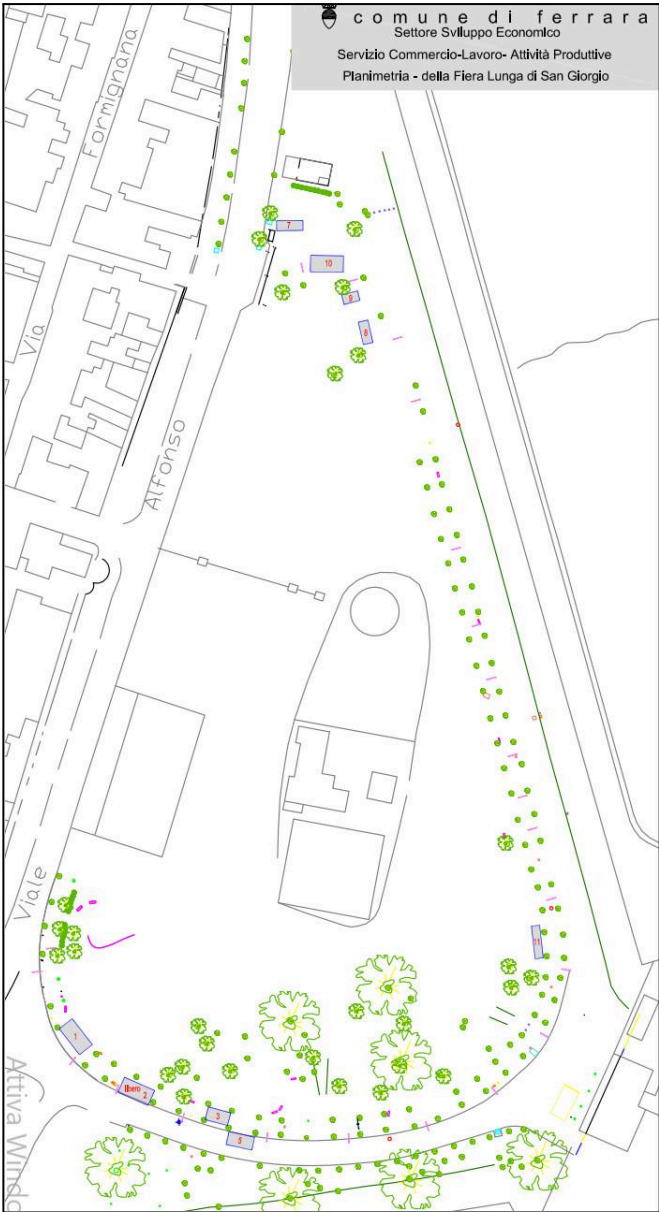 comune di ferrara
Settore Sviluppo Economico
Servizio Commercio-Lavoro- Attività Produttive
Planimetria - della Fiera Lunga di San Giorgio
Via Formignana
7
10
9
8
Viale Alfonso
11
1
libero 2
3
5
Attiva Windo